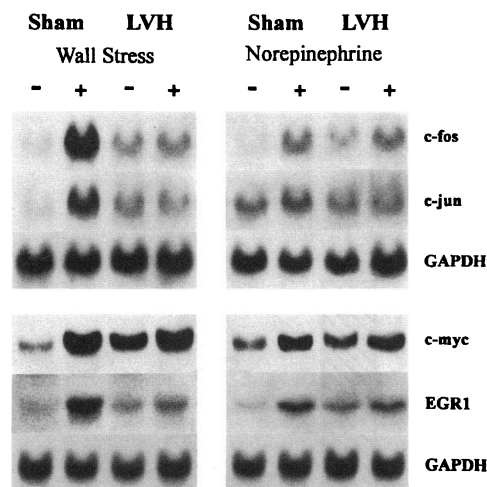 Sham LVH Sham LVH
Wall Stress Norepinephrine
- + - + - + - +
c-fos
c-jun
GAPDH
c-myc
EGR1
GAPDH